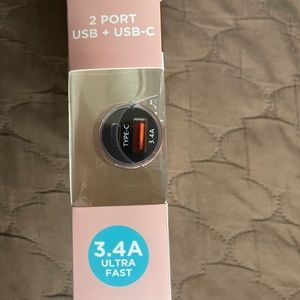 2 PORT
USB + USB-C
TYPE-C
3.4A
3.4A
ULTRA
FAST